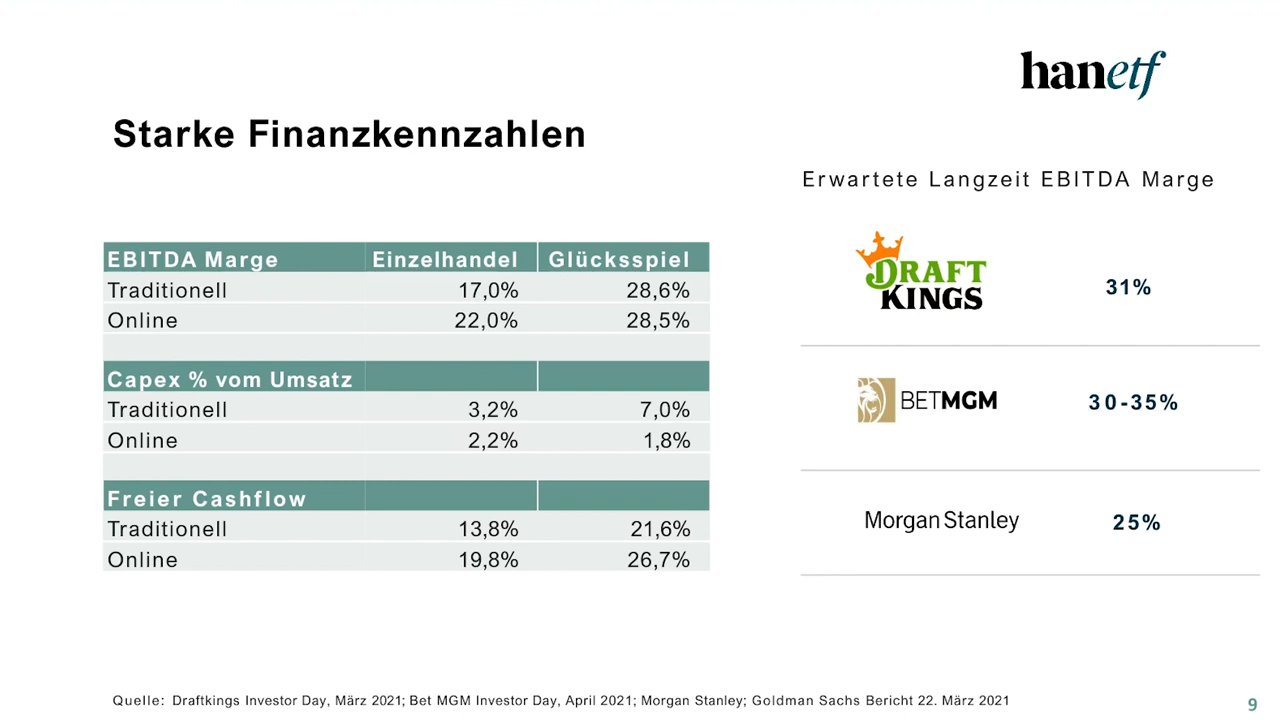 hanetf
Starke Finanzkennzahlen
Erwartete Langzeit EBITDA Marge
EBITDA Marge Einzelhandel Glücksspiel
Traditionell 17,0% 28,6%
Online 22,0% 28,5%
Capex % vom Umsatz
Traditionell 3,2% 7,0%
Online 2,2% 1,8%
Freier Cashflow
Traditionell 13,8% 21,6%
Online 19,8% 26,7%
DRAFT
KINGS
31%
BETMGM 30-35%
Morgan Stanley 25%
Quelle: Draftkings Investor Day, März 2021; Bet MGM Investor Day, April 2021; Morgan Stanley; Goldman Sachs Bericht 22. März 2021
9